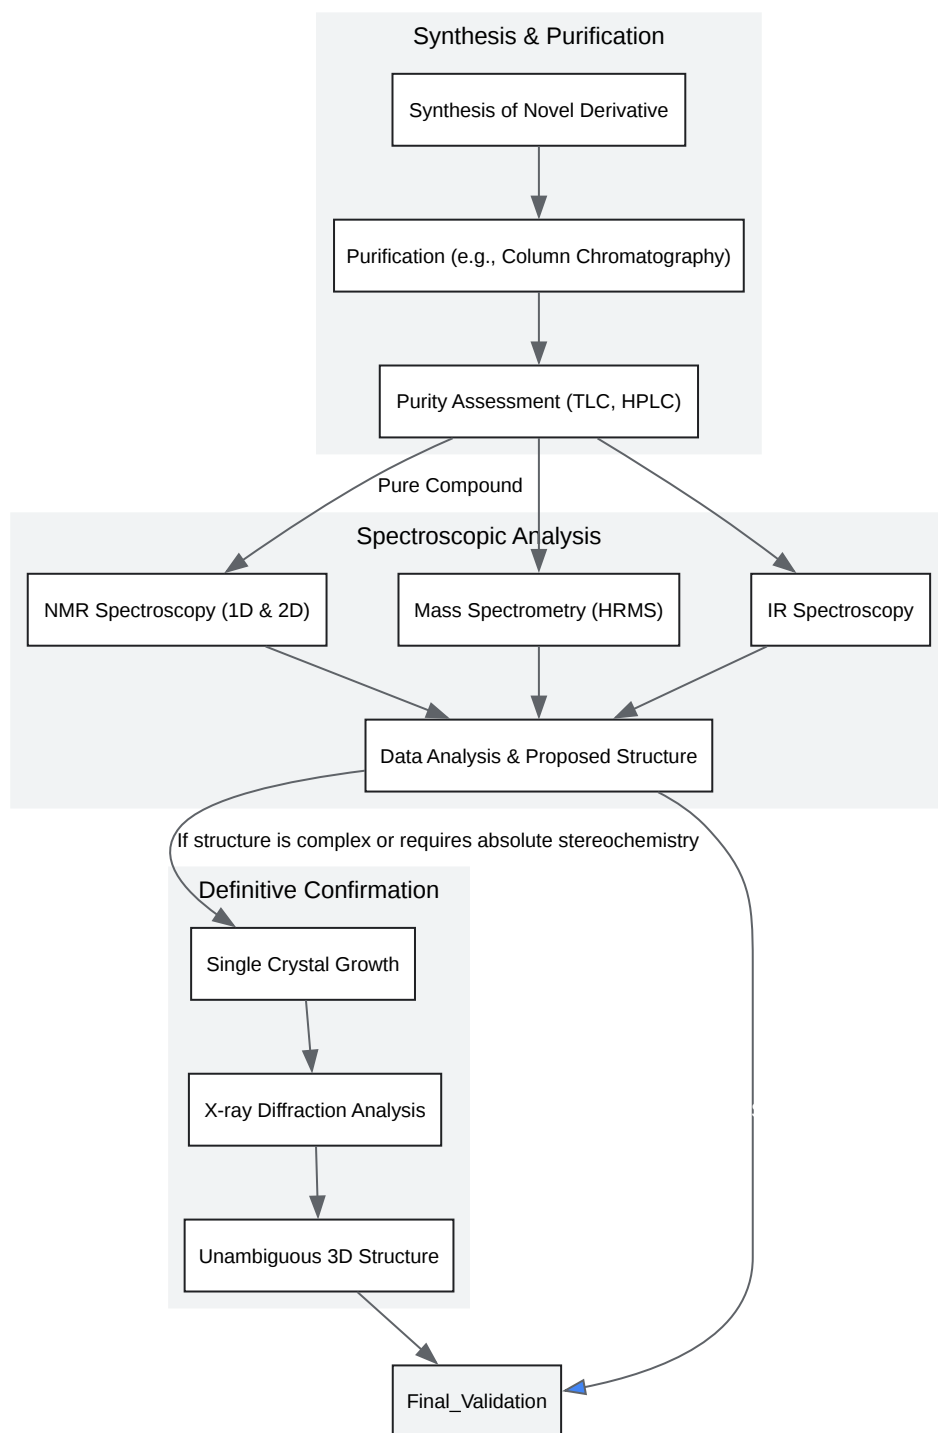 Synthesis & Purification
Synthesis of Novel Derivative
Purification (e.g., Column Chromatography)
Purity Assessment (TLC, HPLC)
Pure Compound
Spectroscopic Analysis
NMR Spectroscopy (1D & 2D)
Mass Spectrometry (HRMS)
IR Spectroscopy
Data Analysis & Proposed Structure
If structure is complex or requires absolute stereochemistry
Definitive Confirmation
Single Crystal Growth
X-ray Diffraction Analysis
Unambiguous 3D Structure
Final_Validation